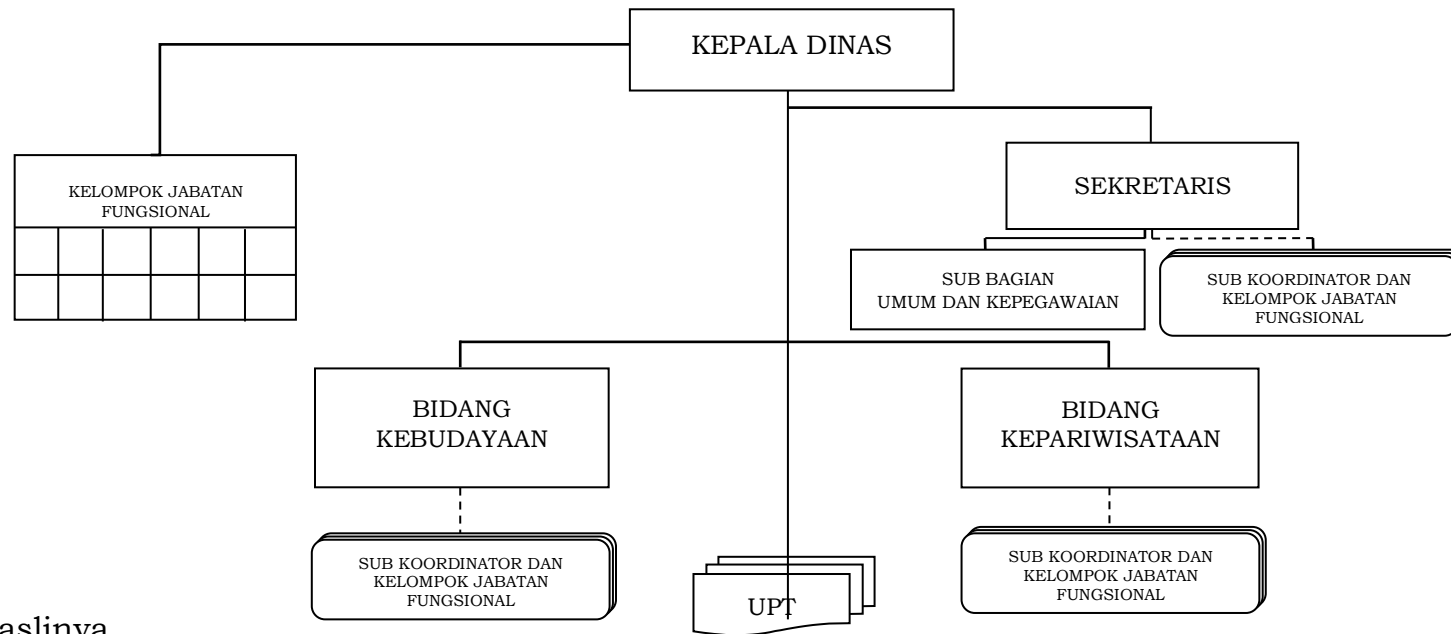 KEPALA DINAS
KELOMPOK JABATAN
FUNGSIONAL
SEKRETARIS
SUB BAGIAN
UMUM DAN KEPEGAWAIAN
SUB KOORDINATOR DAN
KELOMPOK JABATAN
FUNGSIONAL
BIDANG
KEBUDAYAAN
BIDANG
KEPARIWISATAAN
SUB KOORDINATOR DAN
KELOMPOK JABATAN
FUNGSIONAL
UPT
SUB KOORDINATOR DAN
KELOMPOK JABATAN
FUNGSIONAL
aslinya